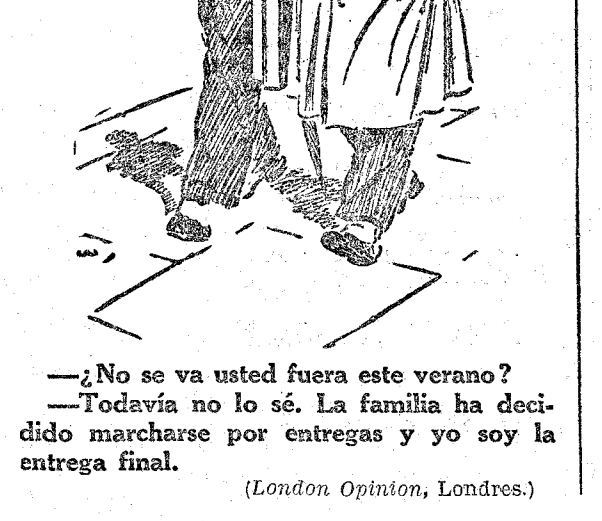 —¿No se va usted fuera este verano?
—Todavía no lo sé. La familia ha deci-
dido marcharse por entregas y yo soy la
entrega final.
(London Opinion, Londres.)